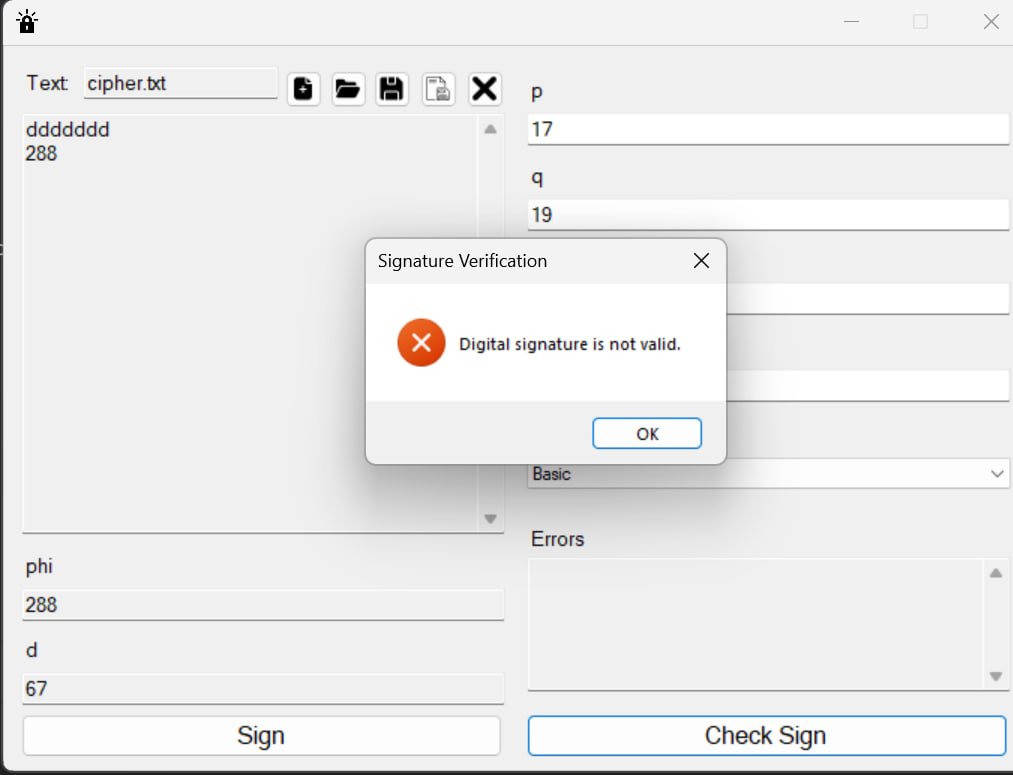 Text:
cipher.txt
ddddddd
288
p
17
q
19
Signature Verification
Digital signature is not valid.
OK
Basic
Errors
phi
288
d
67
Sign
Check Sign